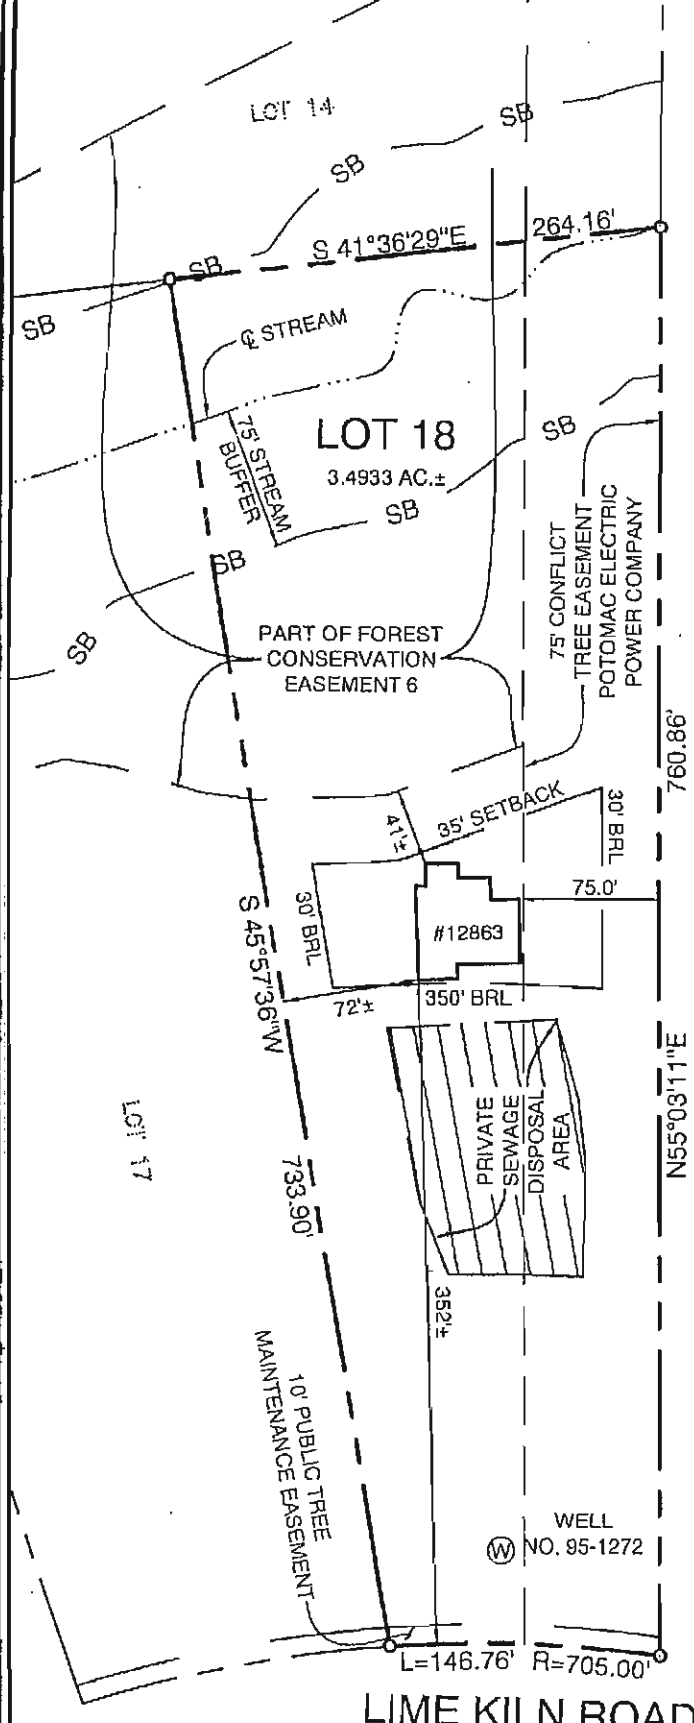 LOT 14
SB
SB
S 41°36'29"E
264.16'
SB
SB
℄ STREAM
LOT 18
3.4933 AC.±
75' STREAM
BUFFER
SB
SB
SB
SB
75' CONFLICT
TREE EASEMENT
POTOMAC ELECTRIC
POWER COMPANY
PART OF FOREST
CONSERVATION
EASEMENT 6
760.86'
35' SETBACK
41'±
30' BRL
75.0'
30' BRL
#12863
S 45°57'36"W
72'±
350' BRL
N55°03'11"E
LOT 17
PRIVATE
SEWAGE
DISPOSAL
AREA
733.90'
352'±
10' PUBLIC TREE
MAINTENANCE EASEMENT
WELL
W NO. 95-1272
L=146.76' R=705.00'
LIME KILN ROAD